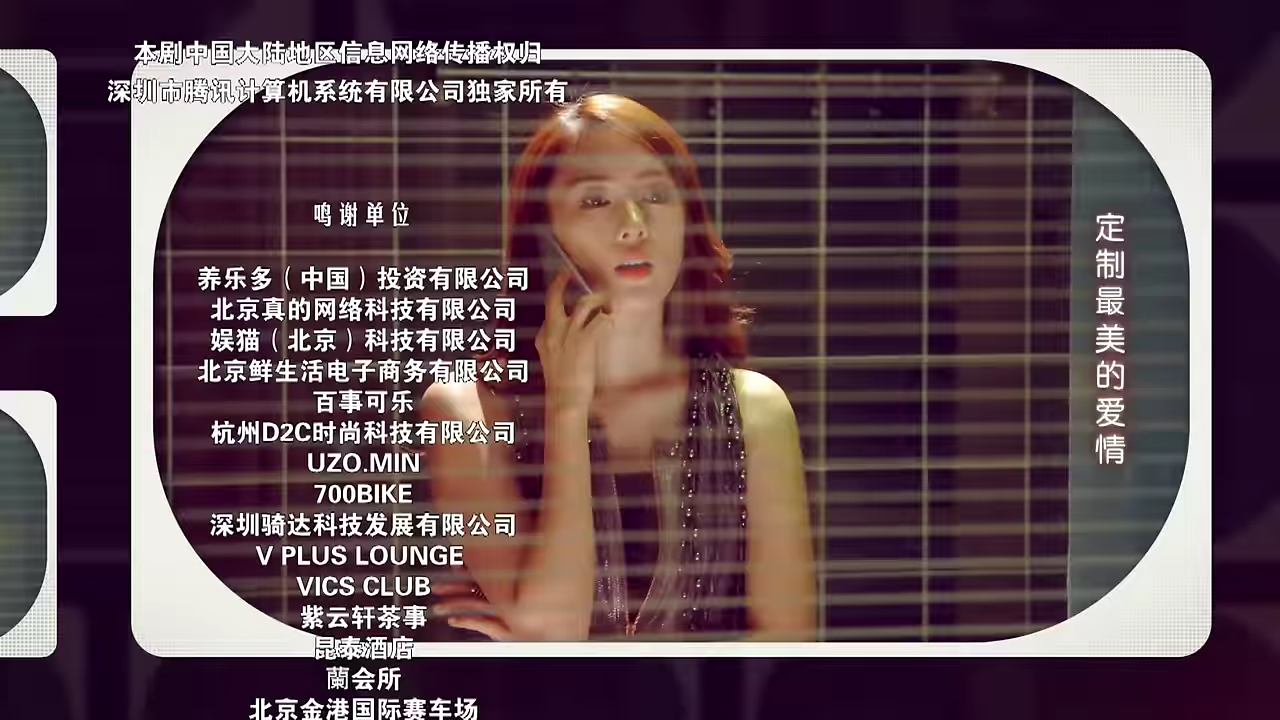 本剧中国大陆地区信息网络传播权归
深圳市腾讯计算机系统有限公司独家所有
鸣谢单位
养乐多（中国）投资有限公司
北京真的网络科技有限公司
娱猫（北京）科技有限公司
北京鲜生活电子商务有限公司
百事可乐
杭州D2C时尚科技有限公司
UZO.MIN
700BIKE
深圳骑达科技发展有限公司
V PLUS LOUNGE
VICS CLUB
紫云轩茶事
昆泰酒店
蘭会所
北京金港国际赛车场
定制最美的爱情